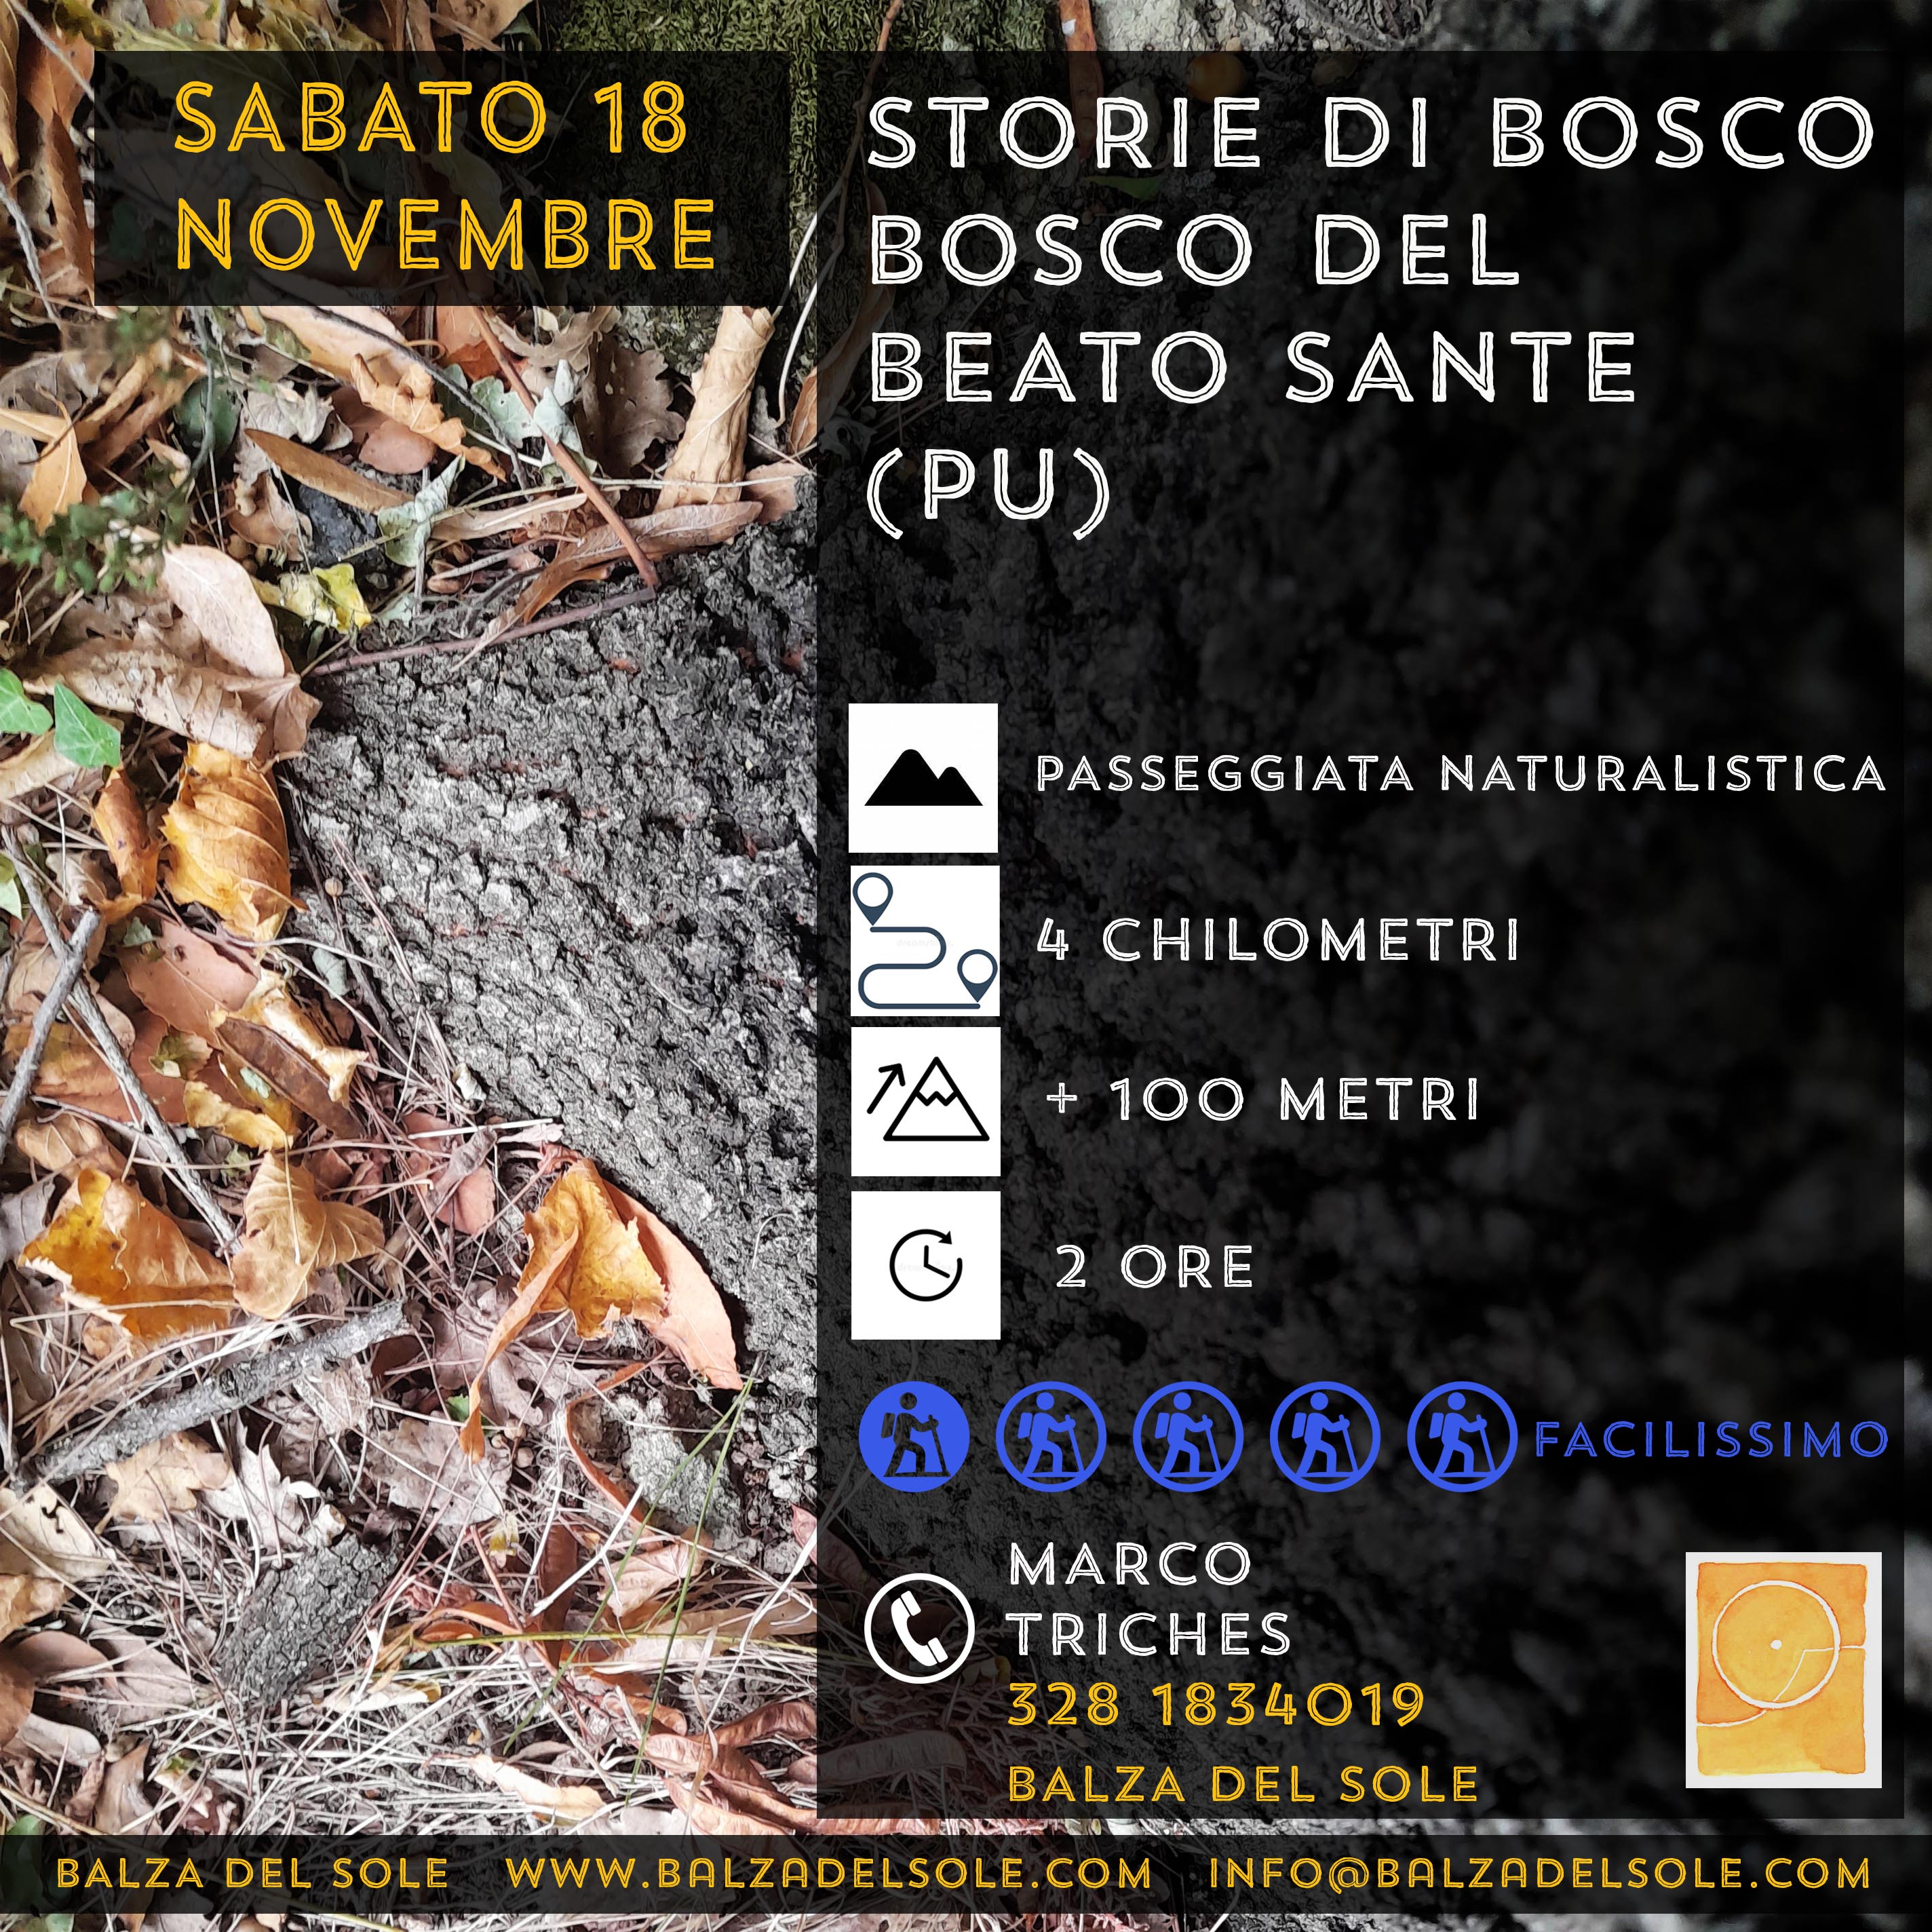 SABATO 18
NOVEMBRE
STORIE DI BOSCO
BOSCO DEL
BEATO SANTE
(PU)
PASSEGGIATA NATURALISTICA
4 CHILOMETRI
+ 100 METRI
2 ORE
FACILISSIMO
MARCO
TRICHES
328 1834019
BALZA DEL SOLE
BALZA DEL SOLE WWW.BALZADELSOLE.COM INFO@BALZADELSOLE.COM